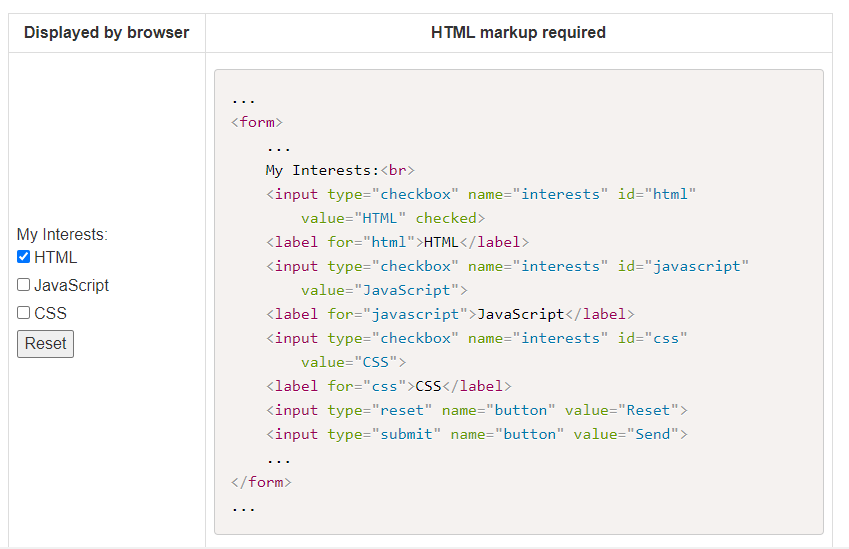 Displayed by browser
HTML markup required
My Interests:
HTML
JavaScript
CSS
Reset
...
<form>
...
My Interests:<br>
<input type="checkbox" name="interests" id="html"
value="HTML" checked>
<label for="html">HTML</label>
<input type="checkbox" name="interests" id="javascript"
value="JavaScript">
<label for="javascript">JavaScript</label>
<input type="checkbox" name="interests" id="css"
value="CSS">
<label for="css">CSS</label>
<input type="reset" name="button" value="Reset">
<input type="submit" name="button" value="Send">
...
</form>
...